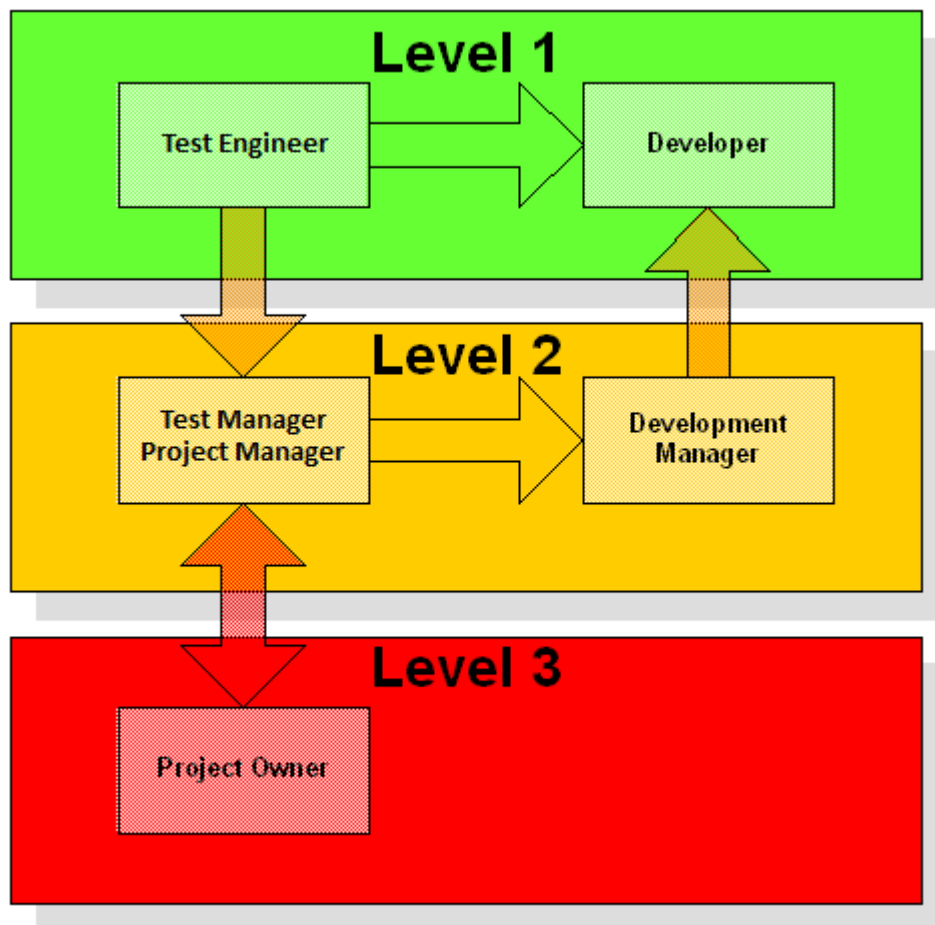 Level 1
Test Engineer
Developer
Level 2
Test Manager
Project Manager
Development
Manager
Level 3
Project Owner